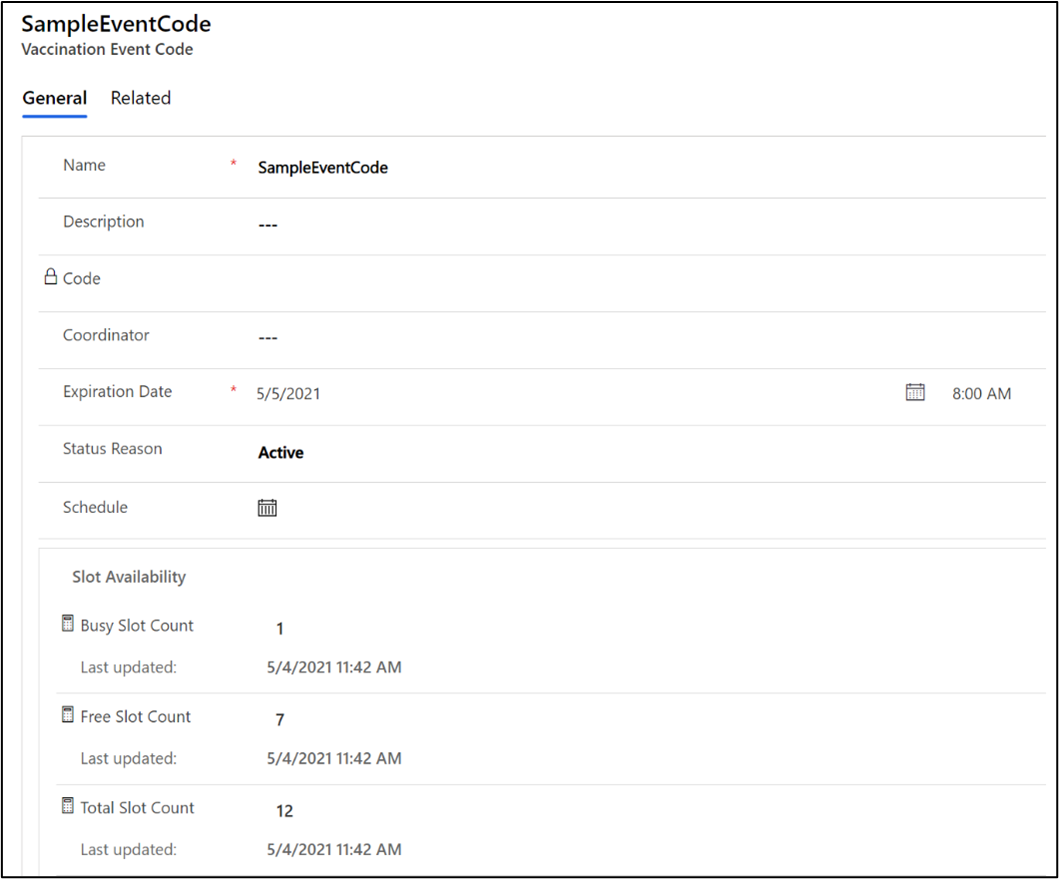 SampleEventCode
Vaccination Event Code
General Related
Name * SampleEventCode
Description ---
Code
Coordinator ---
Expiration Date * 5/5/2021 8:00 AM
Status Reason Active
Schedule
Slot Availability
Busy Slot Count 1
Last updated: 5/4/2021 11:42 AM
Free Slot Count 7
Last updated: 5/4/2021 11:42 AM
Total Slot Count 12
Last updated: 5/4/2021 11:42 AM